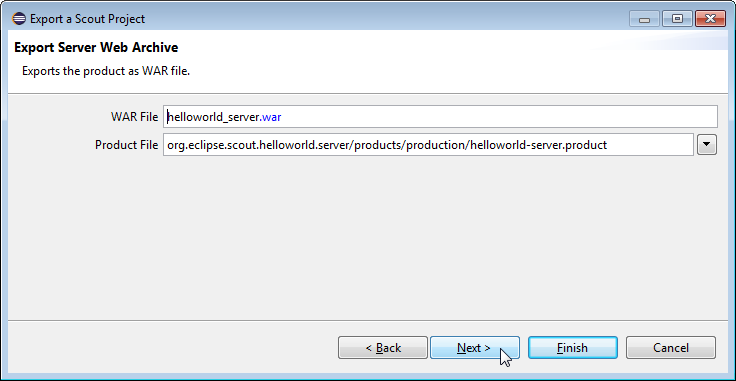 Export a Scout Project
Export Server Web Archive
Exports the product as WAR file.
WAR File helloworld_server.war
Product File org.eclipse.scout.helloworld.server/products/production/helloworld-server.product
< Back Next > Finish Cancel